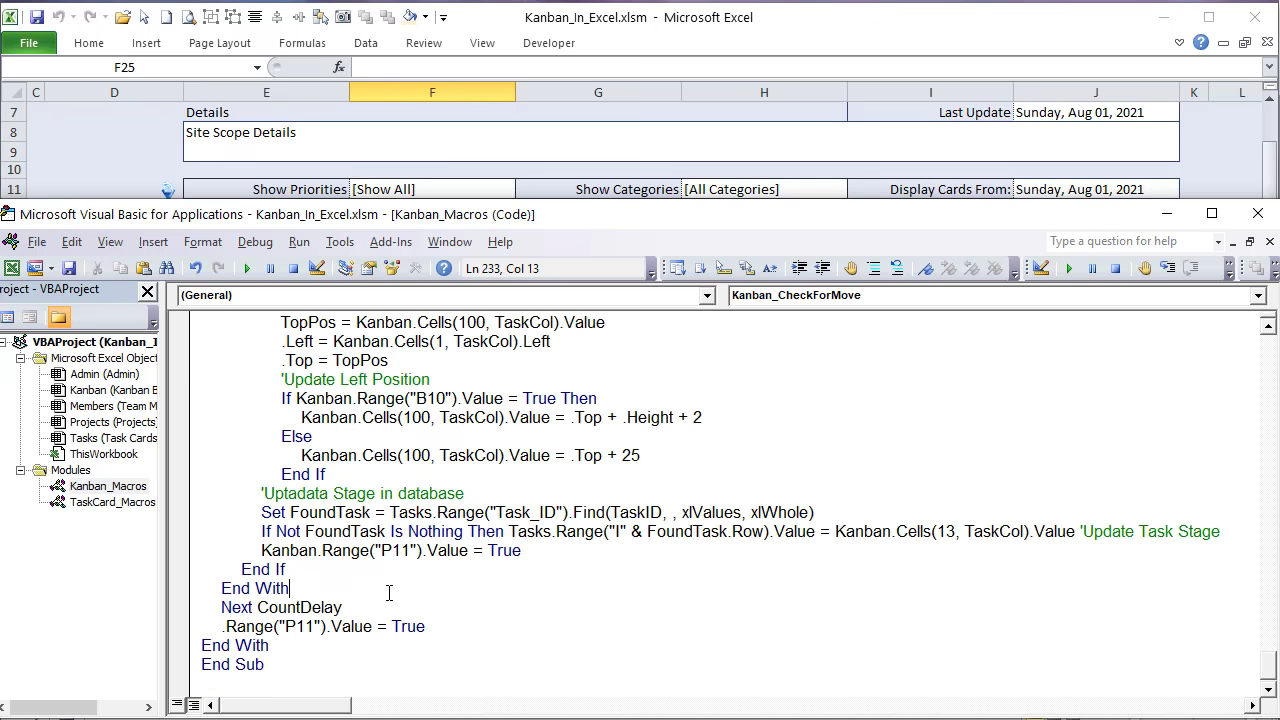 Kanban_In_Excel.xlsm - Microsoft Excel
File Home Insert Page Layout Formulas Data Review View Developer
F25 fx
C D E F G H I J K L
7 Details Last Update Sunday, Aug 01, 2021
8 Site Scope Details
9
10
11 Show Priorities [Show All] Show Categories [All Categories] Display Cards From: Sunday, Aug 01, 2021
Microsoft Visual Basic for Applications - Kanban_In_Excel.xlsm - [Kanban_Macros (Code)]
File Edit View Insert Format Debug Run Tools Add-Ins Window Help Type a question for help
Ln 233, Col 13
roject - VBAProject
(General) Kanban_CheckForMove
VBAProject (Kanban_I
Microsoft Excel Object
Admin (Admin)
Kanban (Kanban B
Members (Team M
Projects (Projects)
Tasks (Task Cards
ThisWorkbook
Modules
Kanban_Macros
TaskCard_Macros
TopPos = Kanban.Cells(100, TaskCol).Value
.Left = Kanban.Cells(1, TaskCol).Left
.Top = TopPos
'Update Left Position
If Kanban.Range("B10").Value = True Then
Kanban.Cells(100, TaskCol).Value = .Top + .Height + 2
Else
Kanban.Cells(100, TaskCol).Value = .Top + 25
End If
'Uptadata Stage in database
Set FoundTask = Tasks.Range("Task_ID").Find(TaskID, , xlValues, xlWhole)
If Not FoundTask Is Nothing Then Tasks.Range("I" & FoundTask.Row).Value = Kanban.Cells(13, TaskCol).Value 'Update Task Stage
Kanban.Range("P11").Value = True
End If
End With
Next CountDelay
.Range("P11").Value = True
End With
End Sub